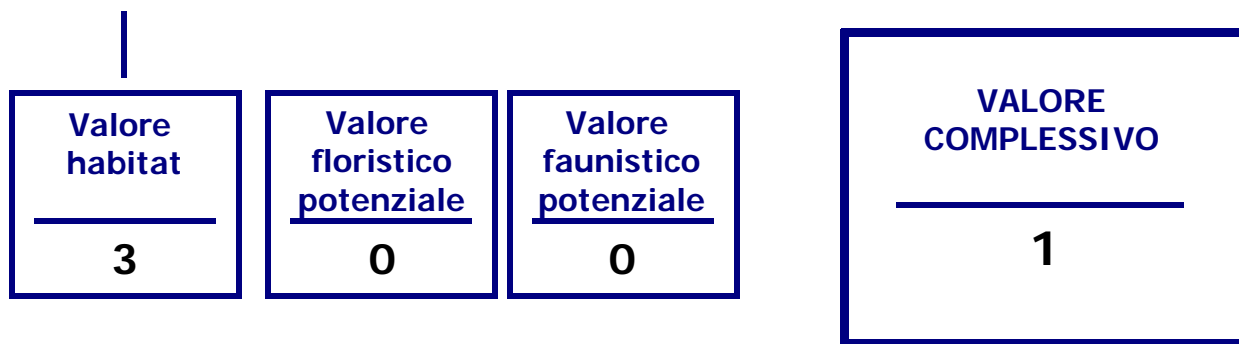 Valore
habitat
3
Valore
floristico
potenziale
0
Valore
faunistico
potenziale
0
VALORE
COMPLESSIVO
1